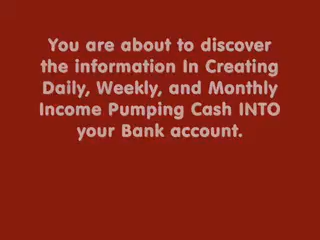 You are about to discover
the information In Creating
Daily, Weekly, and Monthly
Income Pumping Cash INTO
your Bank account.